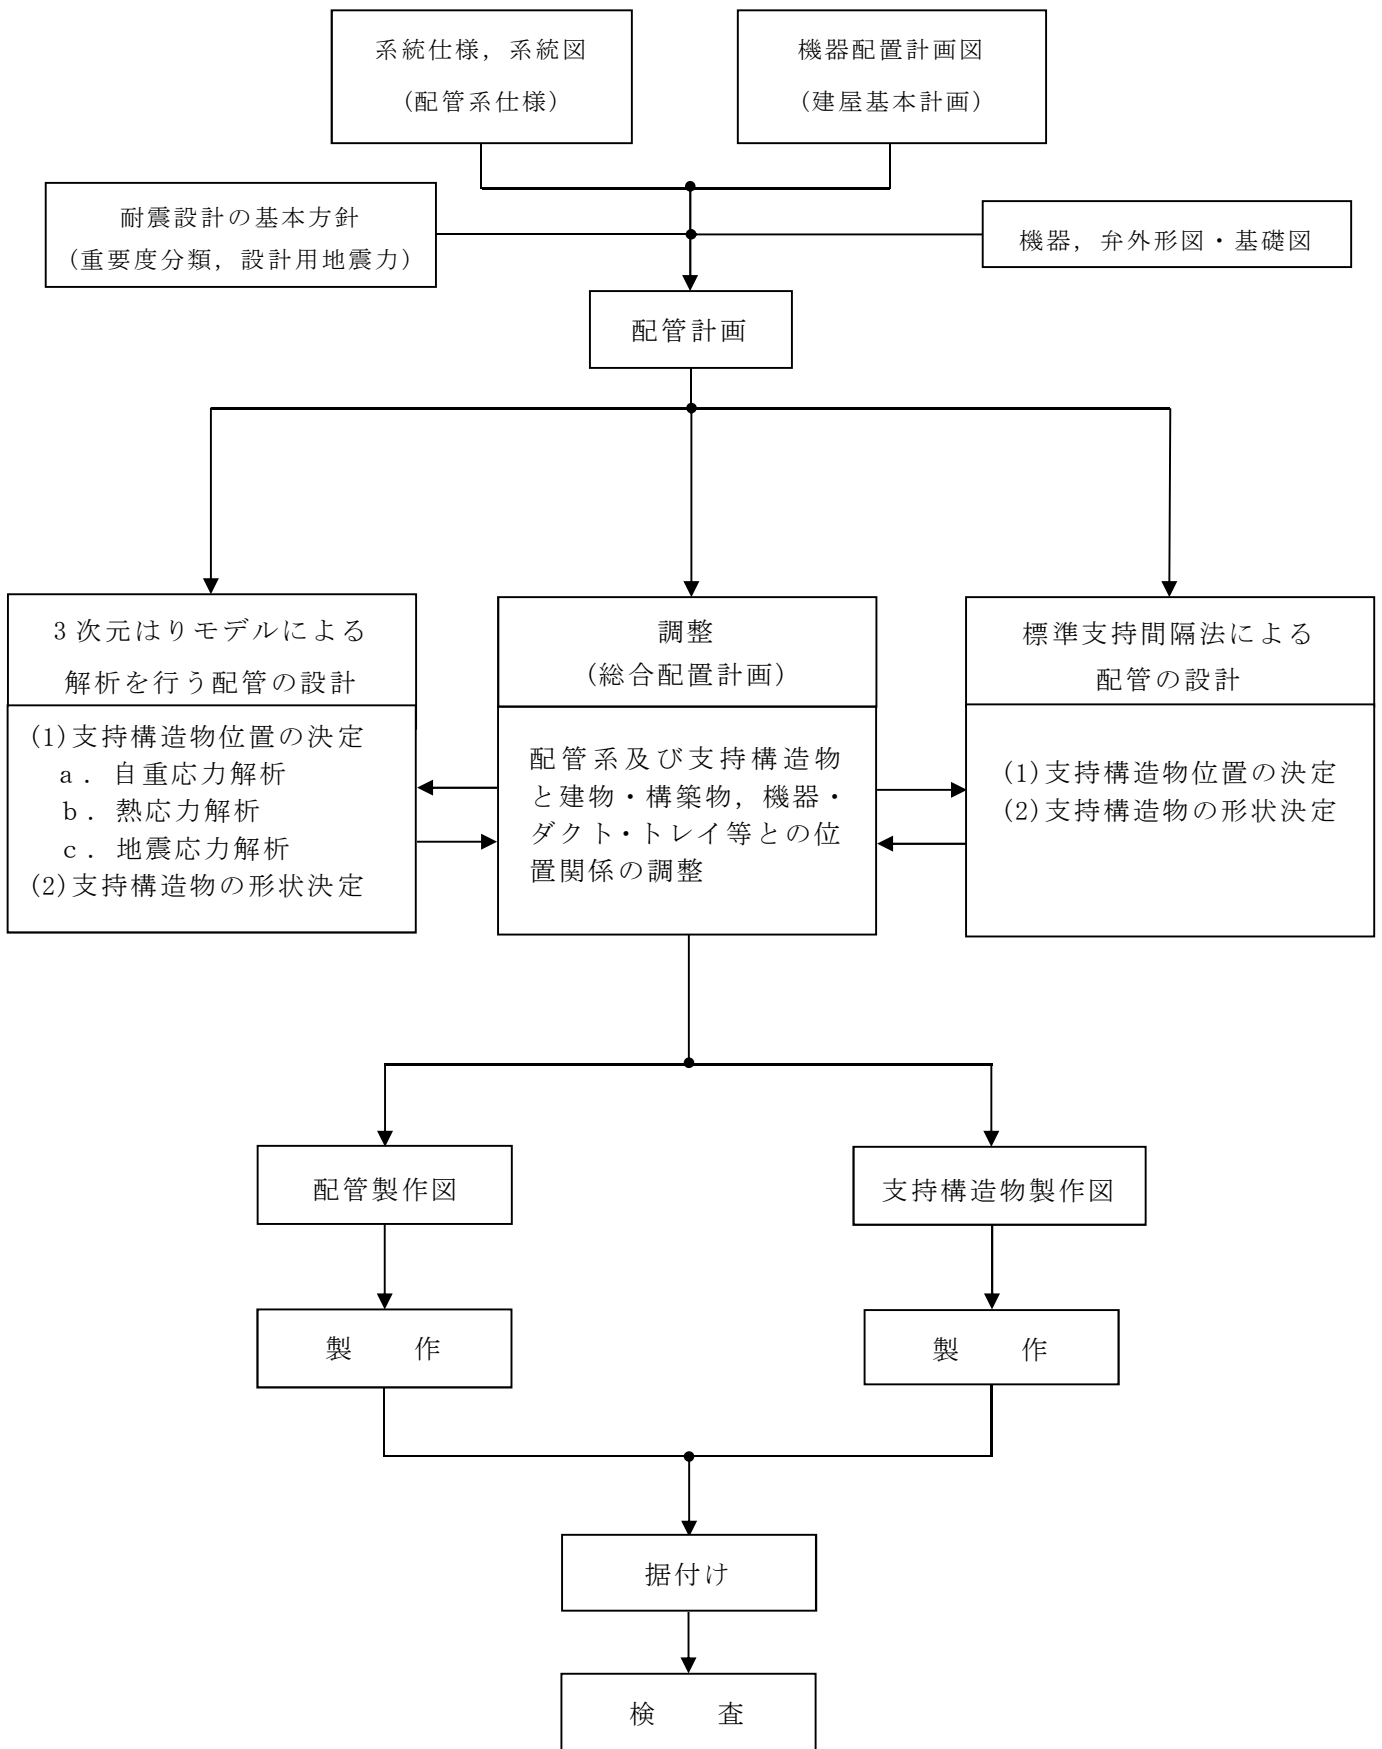 系統仕様，系統図
（配管系仕様）
機器配置計画図
（建屋基本計画）
耐震設計の基本方針
（重要度分類，設計用地震力）
機器，弁外形図・基礎図
配管計画
3次元はりモデルによる
解析を行う配管の設計
(1)支持構造物位置の決定
ａ．自重応力解析
ｂ．熱応力解析
ｃ．地震応力解析
(2)支持構造物の形状決定
調整
（総合配置計画）
配管系及び支持構造物
と建物・構築物，機器・
ダクト・トレイ等との位
置関係の調整
標準支持間隔法による
配管の設計
(1)支持構造物位置の決定
(2)支持構造物の形状決定
配管製作図
支持構造物製作図
製　　作
製　　作
据付け
検　　査